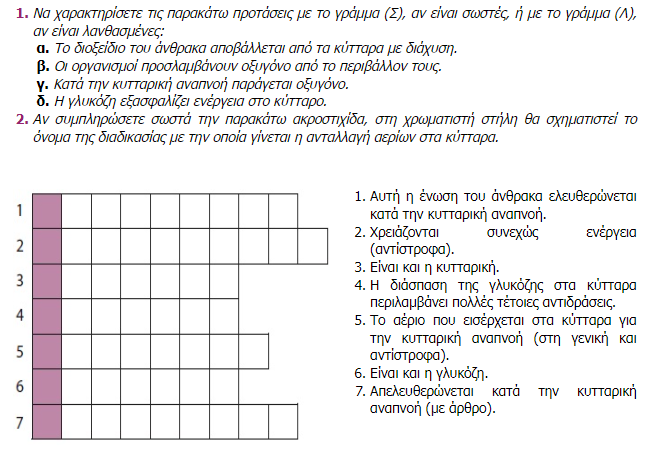 1. Να χαρακτηρίσετε τις παρακάτω προτάσεις με το γράμμα (Σ), αν είναι σωστές, ή με το γράμμα (Λ),
αν είναι λανθασμένες:
α. Το διοξείδιο του άνθρακα αποβάλλεται από τα κύτταρα με διάχυση.
β. Οι οργανισμοί προσλαμβάνουν οξυγόνο από το περιβάλλον τους.
γ. Κατά την κυτταρική αναπνοή παράγεται οξυγόνο.
δ. Η γλυκόζη εξασφαλίζει ενέργεια στο κύτταρο.
2. Αν συμπληρώσετε σωστά την παρακάτω ακροστιχίδα, στη χρωματιστή στήλη θα σχηματιστεί το
όνομα της διαδικασίας με την οποία γίνεται η ανταλλαγή αερίων στα κύτταρα.
1
2
3
4
5
6
7
1. Αυτή η ένωση του άνθρακα ελευθερώνεται
κατά την κυτταρική αναπνοή.
2. Χρειάζονται συνεχώς ενέργεια
(αντίστροφα).
3. Είναι και η κυτταρική.
4. Η διάσπαση της γλυκόζης στα κύτταρα
περιλαμβάνει πολλές τέτοιες αντιδράσεις.
5. Το αέριο που εισέρχεται στα κύτταρα για
την κυτταρική αναπνοή (στη γενική και
αντίστροφα).
6. Είναι και η γλυκόζη.
7. Απελευθερώνεται κατά την κυτταρική
αναπνοή (με άρθρο).